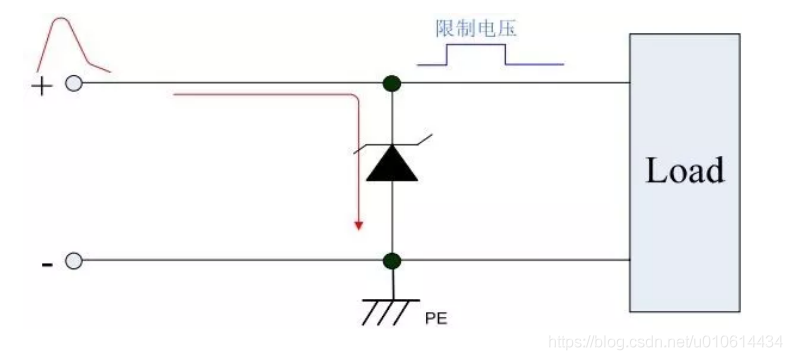 限制电压
+
Load
-
PE
https://blog.csdn.net/u010614434